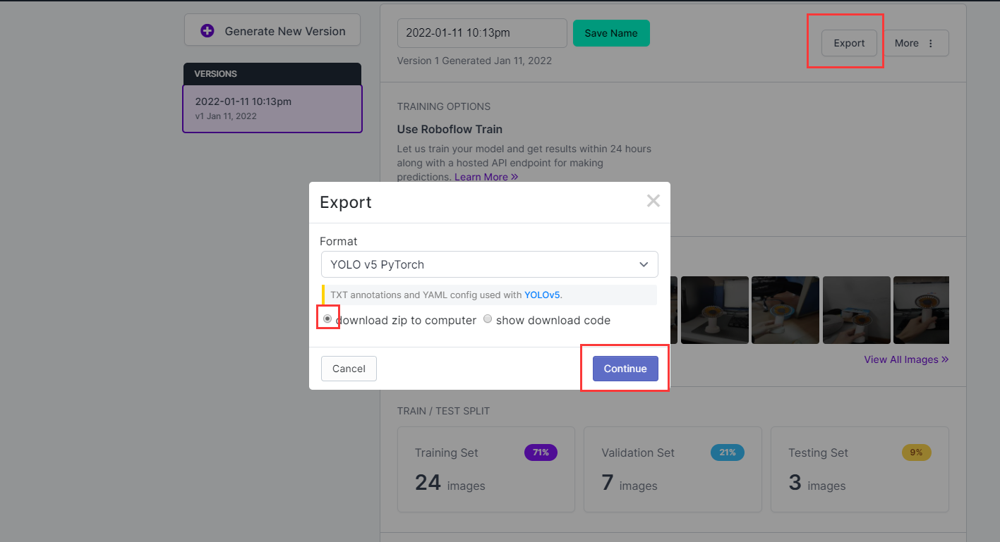 Generate New Version
VERSIONS
2022-01-11 10:13pm
v1 Jan 11, 2022
2022-01-11 10:13pm
Save Name
Export
More
Version 1 Generated Jan 11, 2022
TRAINING OPTIONS
Use Roboflow Train
Let us train your model and get results within 24 hours
along with a hosted API endpoint for making
predictions. Learn More »
Export
Format
YOLO v5 PyTorch
TXT annotations and YAML config used with YOLOv5.
download zip to computer
show download code
Cancel
Continue
View All Images »
TRAIN / TEST SPLIT
Training Set
71%
24 images
Validation Set
21%
7 images
Testing Set
9%
3 images